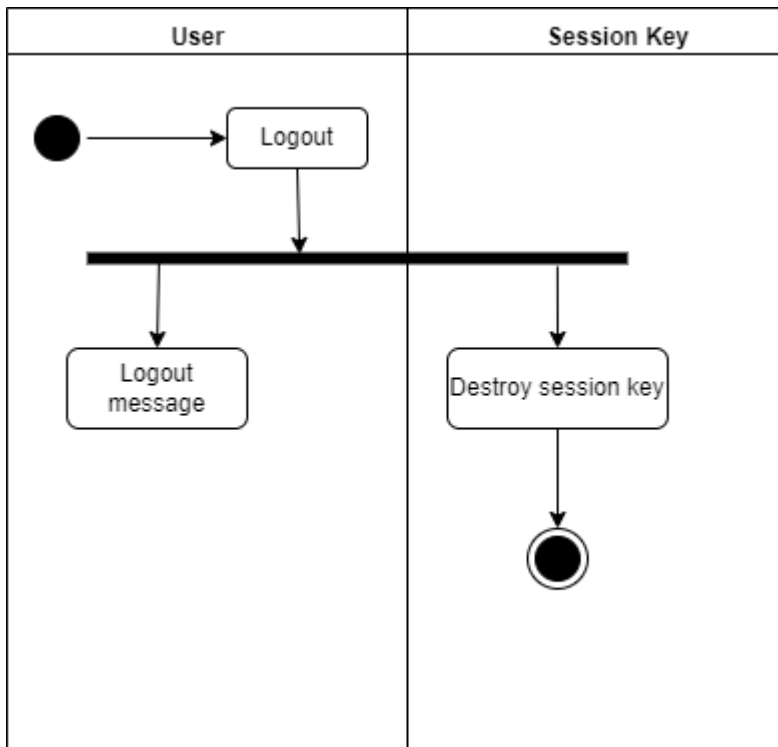 User
Session Key
Logout
Logout
message
Destroy session key